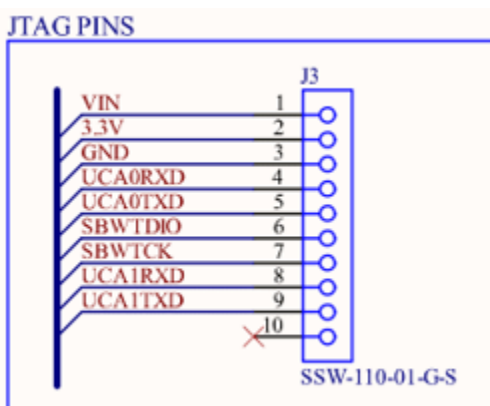 JTAG PINS
J3
VIN 1
3.3V 2
GND 3
UCA0RXD 4
UCA0TXD 5
SBWTDIO 6
SBWTCK 7
UCA1RXD 8
UCA1TXD 9
10
SSW-110-01-G-S